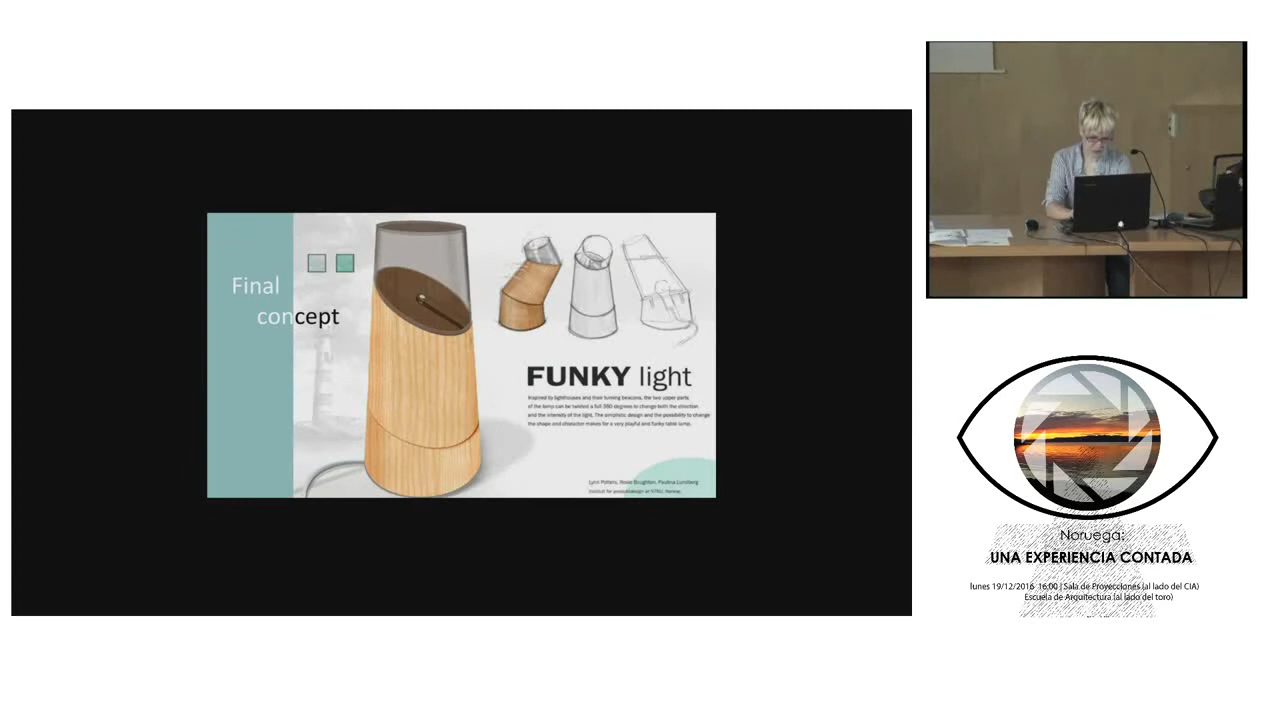 Final
concept
FUNKY light
Inspired by lighthouses and their turning beacons, the two upper parts
of the lamp can be twisted a full 360 degrees to change both the direction
and the intensity of the light. The simplistic design and the possibility to change
the shape and character makes for a very playful and funky table lamp.
Lynn Pottens, Rosie Boughton, Paulina Lundberg
Institutt for produktdesign at NTNU, Norway
Noruega:
UNA EXPERIENCIA CONTADA
lunes 19/12/2016 16:00 | Sala de Proyecciones (al lado del CIA)
Escuela de Arquitectura (al lado del toro)